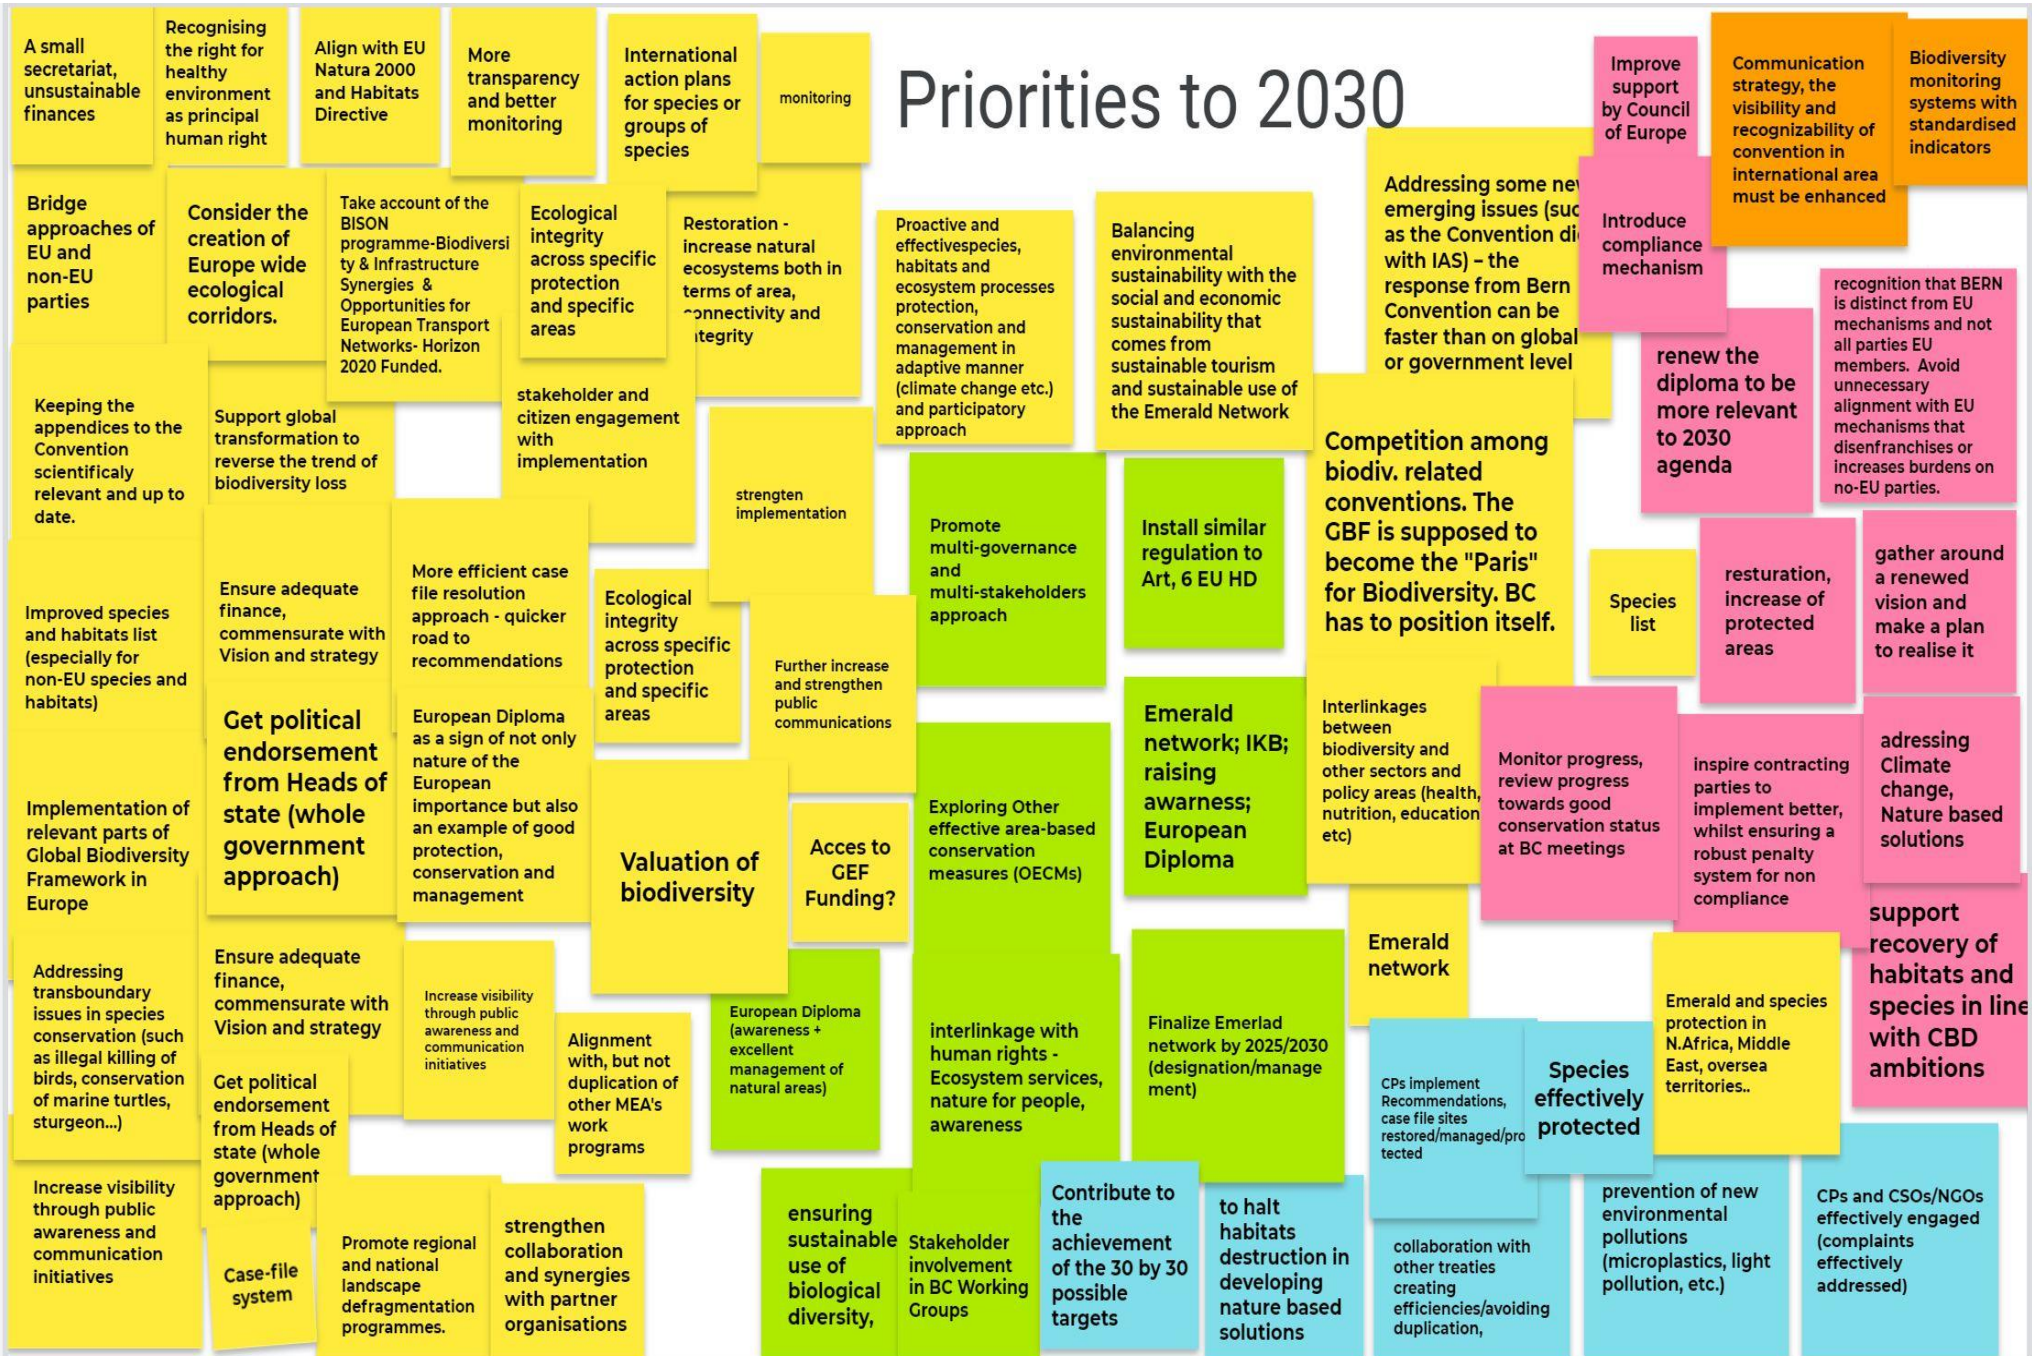 A small
secretariat,
unsustainable
finances
Recognising
the right for
healthy
environment
as principal
human right
Align with EU
Natura 2000
and Habitats
Directive
More
transparency
and better
monitoring
International
action plans
for species or
groups of
species
monitoring
Priorities to 2030
Improve
support
by Council
of Europe
Communication
strategy, the
visibility and
recognizability of
convention in
international area
must be enhanced
Biodiversity
monitoring
systems with
standardised
indicators
Bridge
approaches of
EU and
non-EU
parties
Consider the
creation of
Europe wide
ecological
corridors.
Take account of the
BISON
programme-Biodiversi
ty & Infrastructure
Synergies &
Opportunities for
European Transport
Networks- Horizon
2020 Funded.
Ecological
integrity
across specific
protection
and specific
areas
Restoration -
increase natural
ecosystems both in
terms of area,
connectivity and
ntegrity
Proactive and
effectivespecies,
habitats and
ecosystem processes
protection,
conservation and
management in
adaptive manner
(climate change etc.)
and participatory
approach
Balancing
environmental
sustainability with the
social and economic
sustainability that
comes from
sustainable tourism
and sustainable use of
the Emerald Network
Addressing some new
emerging issues (suc
as the Convention di
with IAS) – the
response from Bern
Convention can be
faster than on global
or government level
Introduce
compliance
mechanism
renew the
diploma to be
more relevant
to 2030
agenda
recognition that BERN
is distinct from EU
mechanisms and not
all parties EU
members. Avoid
unnecessary
alignment with EU
mechanisms that
disenfranchises or
increases burdens on
no-EU parties.
Keeping the
appendices to the
Convention
scientificaly
relevant and up to
date.
Support global
transformation to
reverse the trend of
biodiversity loss
stakeholder and
citizen engagement
with
implementation
strengten
implementation
Promote
multi-governance
and
multi-stakeholders
approach
Install similar
regulation to
Art, 6 EU HD
Competition among
biodiv. related
conventions. The
GBF is supposed to
become the "Paris"
for Biodiversity. BC
has to position itself.
Species
list
resturation,
increase of
protected
areas
gather around
a renewed
vision and
make a plan
to realise it
Improved species
and habitats list
(especially for
non-EU species and
habitats)
Ensure adequate
finance,
commensurate with
Vision and strategy
More efficient case
file resolution
approach - quicker
road to
recommendations
Ecological
integrity
across specific
protection
and specific
areas
Further increase
and strengthen
public
communications
Get political
endorsement
from Heads of
state (whole
government
approach)
European Diploma
as a sign of not only
nature of the
European
importance but also
an example of good
protection,
conservation and
management
Valuation of
biodiversity
Acces to
GEF
Funding?
Exploring Other
effective area-based
conservation
measures (OECMs)
Emerald
network; IKB;
raising
awarness;
European
Diploma
Interlinkages
between
biodiversity and
other sectors and
policy areas (health,
nutrition, education
etc)
Monitor progress,
review progress
towards good
conservation status
at BC meetings
inspire contracting
parties to
implement better,
whilst ensuring a
robust penalty
system for non
compliance
adressing
Climate
change,
Nature based
solutions
Implementation of
relevant parts of
Global Biodiversity
Framework in
Europe
Emerald
network
support
recovery of
habitats and
species in line
with CBD
ambitions
Addressing
transboundary
issues in species
conservation (such
as illegal killing of
birds, conservation
of marine turtles,
sturgeon...)
Ensure adequate
finance,
commensurate with
Vision and strategy
Increase visibility
through public
awareness and
communication
initiatives
Alignment
with, but not
duplication of
other MEA's
work
programs
European Diploma
(awareness +
excellent
management of
natural areas)
interlinkage with
human rights -
Ecosystem services,
nature for people,
awareness
Finalize Emerlad
network by 2025/2030
(designation/manage
ment)
CPs implement
Recommendations,
case file sites
restored/managed/pro
tected
Species
effectively
protected
Emerald and species
protection in
N.Africa, Middle
East, oversea
territories..
Get political
endorsement
from Heads of
state (whole
government
approach)
Increase visibility
through public
awareness and
communication
initiatives
Case-file
system
Promote regional
and national
landscape
defragmentation
programmes.
strengthen
collaboration
and synergies
with partner
organisations
ensuring
sustainable
use of
biological
diversity,
Stakeholder
involvement
in BC Working
Groups
Contribute to
the
achievement
of the 30 by 30
possible
targets
to halt
habitats
destruction in
developing
nature based
solutions
collaboration with
other treaties
creating
efficiencies/avoiding
duplication,
prevention of new
environmental
pollutions
(microplastics, light
pollution, etc.)
CPs and CSOs/NGOs
effectively engaged
(complaints
effectively
addressed)